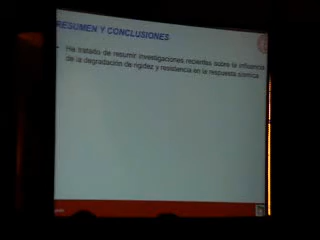 RESUMEN Y CONCLUSIONES
Ha tratado de resumir investigaciones recientes sobre la influencia
de la degradación de rigidez y resistencia en la respuesta sísmica